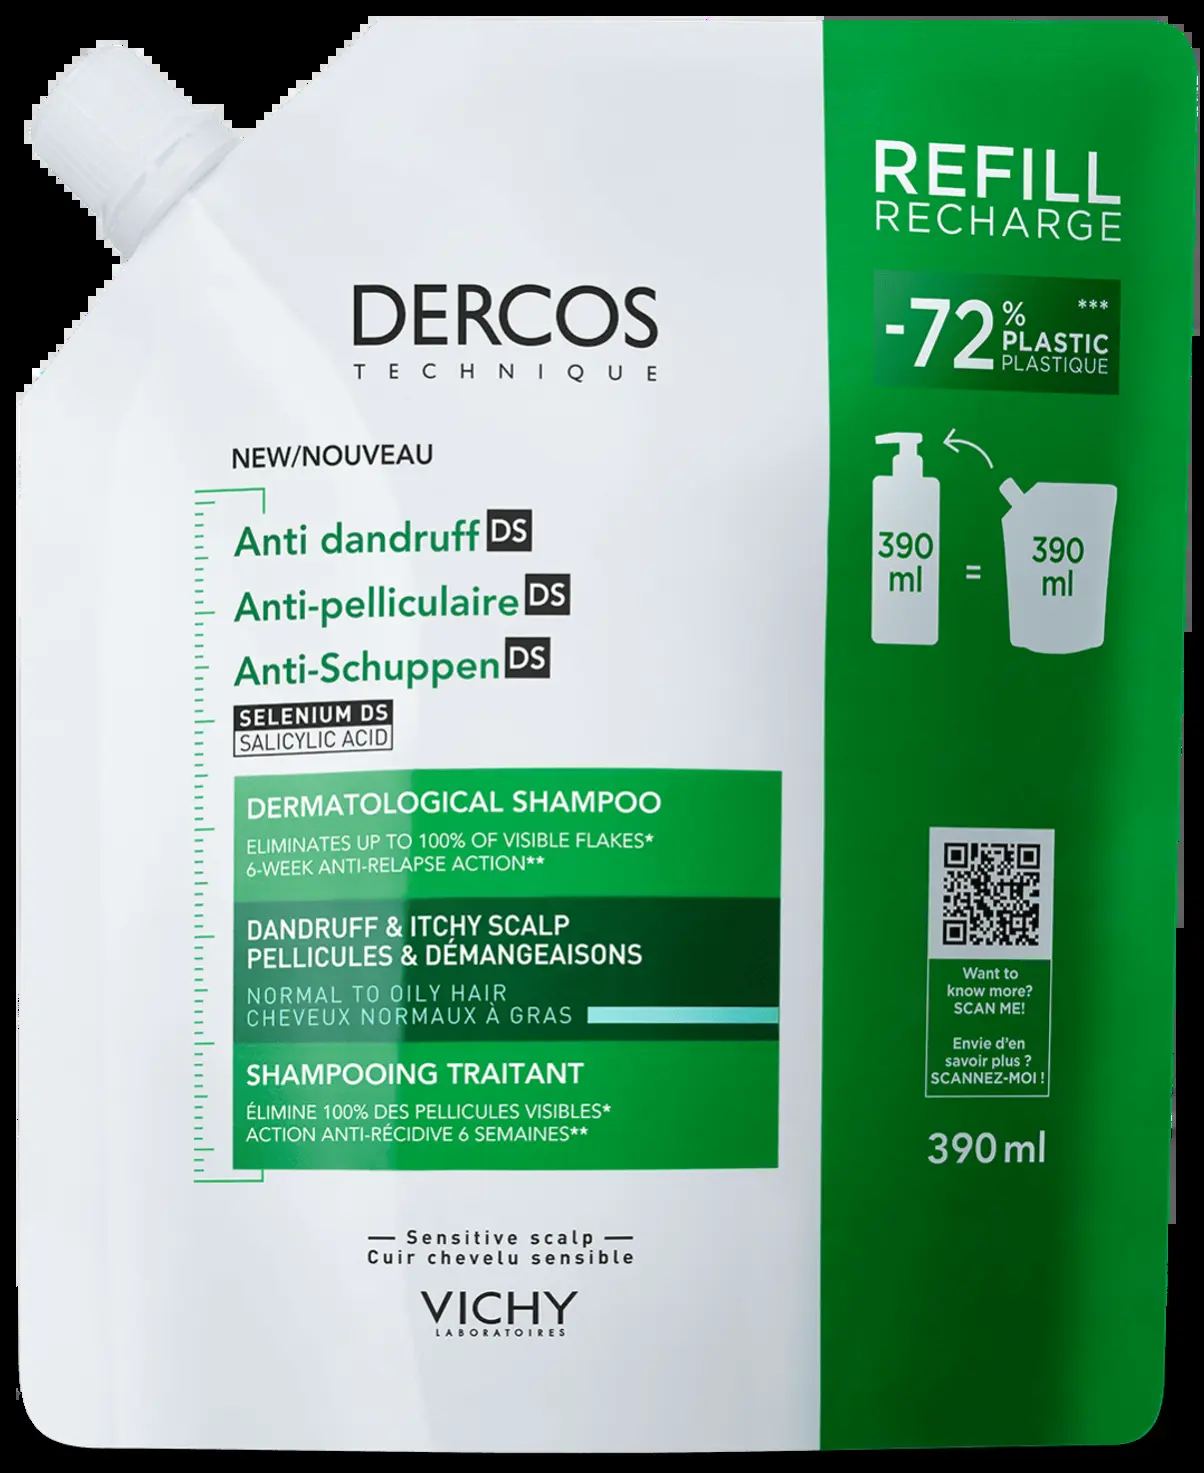 DERCOS
TECHNIQUE
NEW/NOUVEAU
Anti dandruff DS
Anti-pelliculaire DS
Anti-Schuppen DS
SELENIUM DS
SALICYLIC ACID
DERMATOLOGICAL SHAMPOO
ELIMINATES UP TO 100% OF VISIBLE FLAKES*
6-WEEK ANTI-RELAPSE ACTION**
DANDRUFF & ITCHY SCALP
PELLICULES & DÉMANGEAISONS
NORMAL TO OILY HAIR
CHEVEUX NORMAUX À GRAS
SHAMPOOING TRAITANT
ÉLIMINE 100% DES PELLICULES VISIBLES*
ACTION ANTI-RÉCIDIVE 6 SEMAINES**
— Sensitive scalp —
Cuir chevelu sensible
VICHY
LABORATOIRES
REFILL
RECHARGE
-72% ***
PLASTIC
PLASTIQUE
390
ml
=
390
ml
Want to
know more?
SCAN ME!
Envie d'en
savoir plus ?
SCANNEZ-MOI !
390 ml